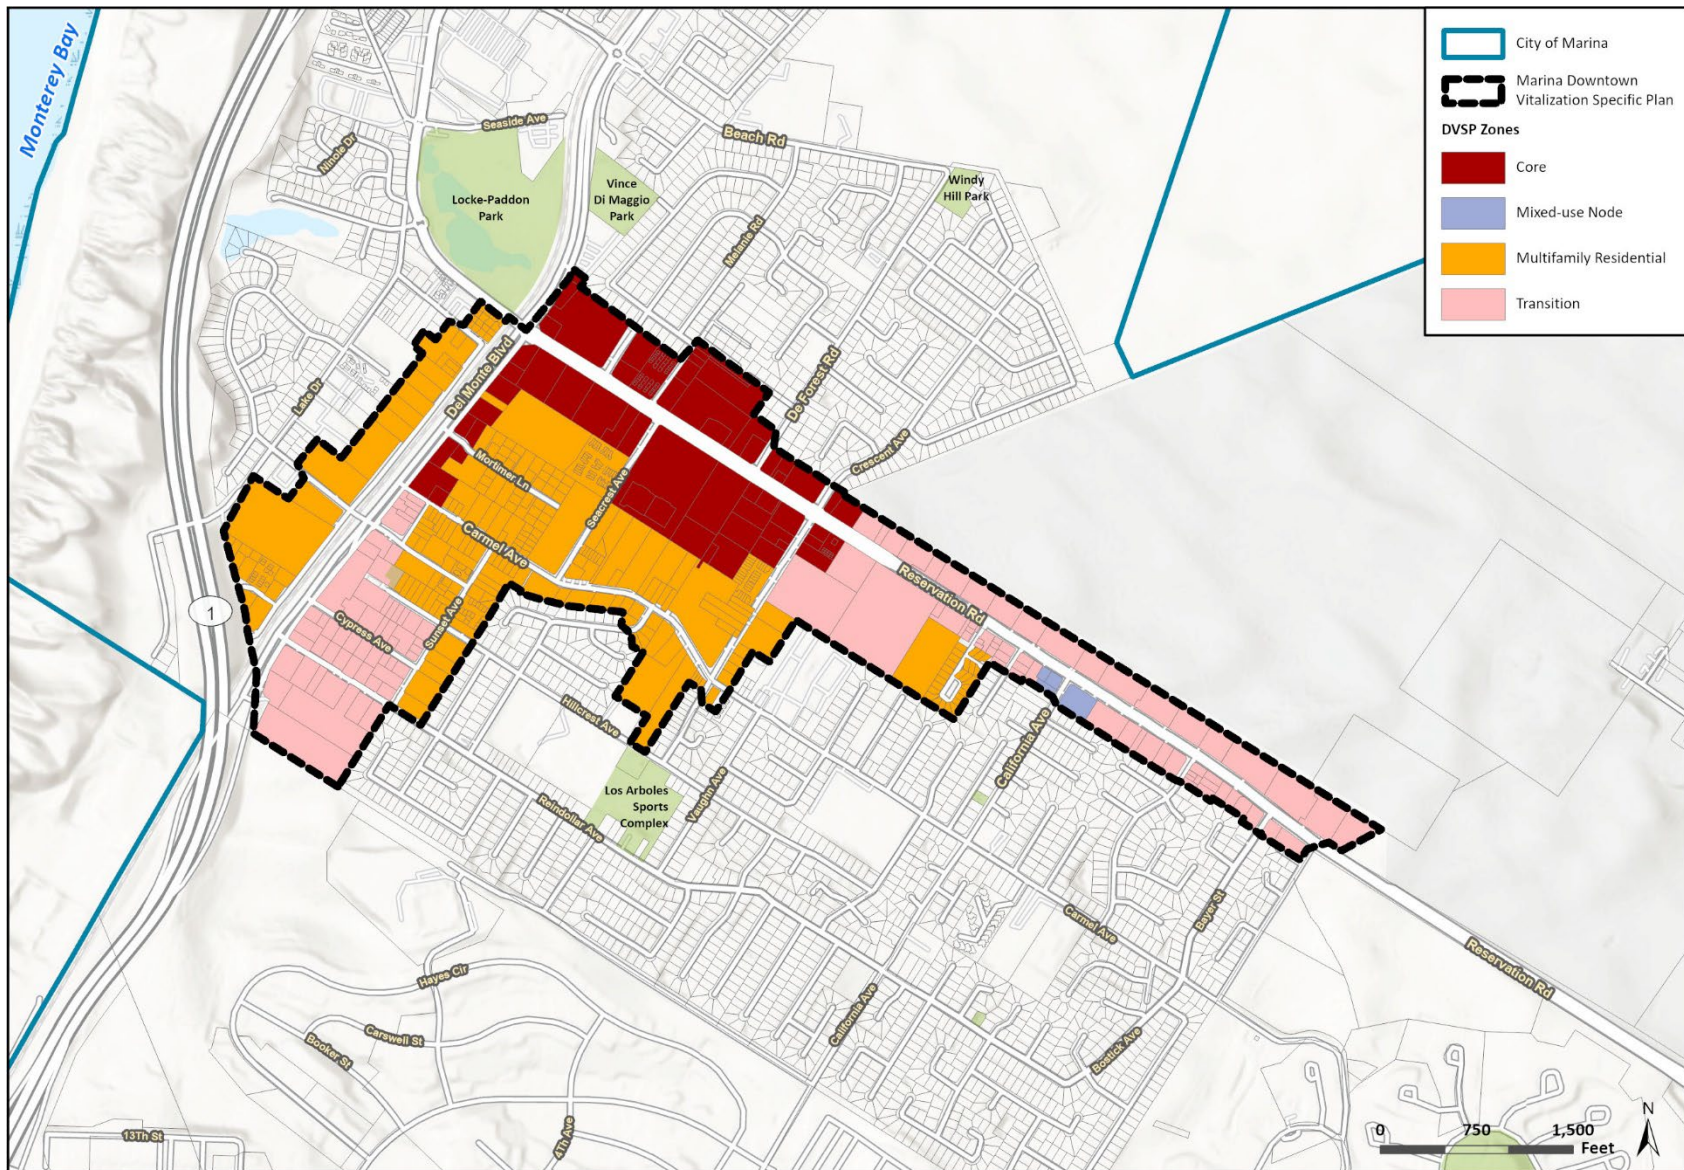 Monterey Bay
City of Marina
Marina Downtown
Vitalization Specific Plan
DVSP Zones
Core
Mixed-use Node
Multifamily Residential
Transition
Seaside Ave
Beach Rd
Ninole Dr
Locke-Paddon
Park
Vince
Di Maggio
Park
Windy
Hill Park
Melanie Rd
Del Monte Blvd
Lake Dr
De Forest Rd
Crescent Ave
Mortimer Ln
Seacrest Ave
Carmel Ave
Reservation Rd
1
Cypress Ave
Sunset Ave
Hillcrest Ave
California Ave
Los Arboles
Sports
Complex
Vaughn Ave
Reindollar Ave
Carmel Ave
Bayer St
Reservation Rd
Hayes Cir
Carswell St
Booker St
California Ave
Bostick Ave
13Th St
4Th Ave
N
0 750 1,500
Feet